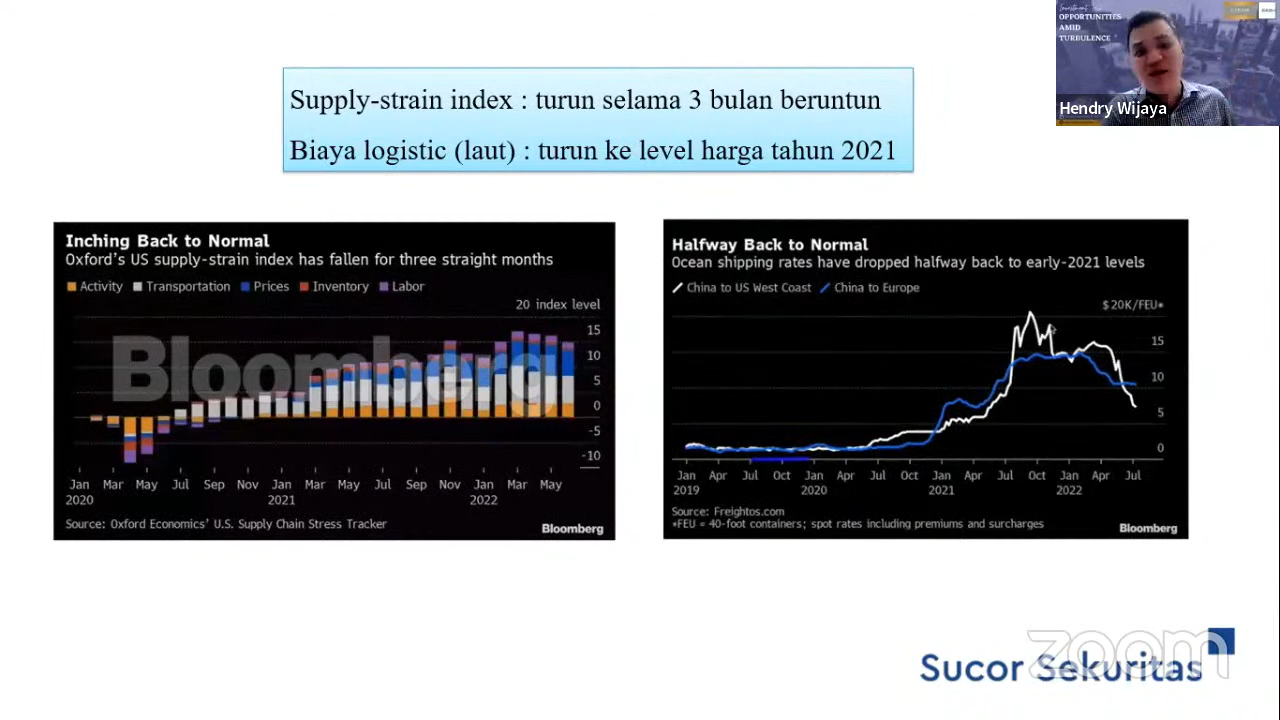 Investment
OPPORTUNITIES
AMID
TURBULENCE
Hendry Wijaya
Supply-strain index : turun selama 3 bulan beruntun
Biaya logistic (laut) : turun ke level harga tahun 2021
Inching Back to Normal
Oxford's US supply-strain index has fallen for three straight months
Activity Transportation Prices Inventory Labor
20 index level
15
10
5
0
-5
-10
Bloomberg
Jan Mar May Jul Sep Nov Jan Mar May Jul Sep Nov Jan Mar May
2020 2021 2022
Source: Oxford Economics' U.S. Supply Chain Stress Tracker
Bloomberg
Halfway Back to Normal
Ocean shipping rates have dropped halfway back to early-2021 levels
China to US West Coast China to Europe
$20K/FEU*
15
10
5
0
Jan Apr Jul Oct Jan Apr Jul Oct Jan Apr Jul Oct Jan Apr Jul
2019 2020 2021 2022
Source: Freightos.com
*FEU = 40-foot containers; spot rates including premiums and surcharges
Bloomberg
zoom
Sucor Sekuritas